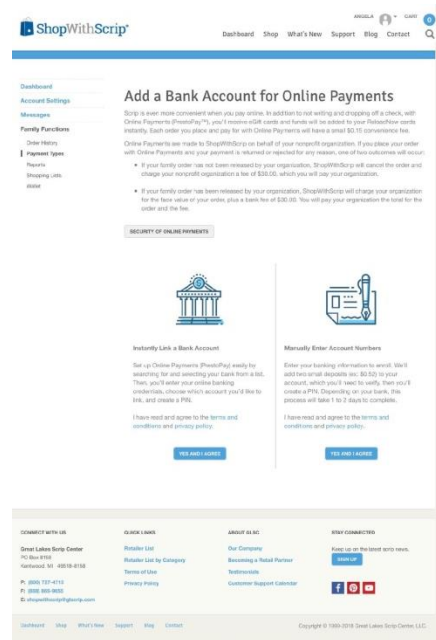 ANGELA
CART
0
ShopWithScrip®
Dashboard Shop What's New Support Blog Contact
Dashboard
Account Settings
Messages
Family Functions
Order History
Payment Types
Reports
Shopping Lists
Wallet
Add a Bank Account for Online Payments
Scrip is even more convenient when you pay online. In addition to not writing and dropping off a check, with
Online Payments (PrestoPay™), you'll receive eGift cards and funds will be added to your ReloadNow cards
instantly. Each order you place and pay for with Online Payments will have a small $0.15 convenience fee.
Online Payments are made to ShopWithScrip on behalf of your nonprofit organization. If you place your order
with Online Payments and your payment is returned or rejected for any reason, one of two outcomes will occur:
• If your family order has not been released by your organization, ShopWithScrip will cancel the order and
charge your nonprofit organization a fee of $30.00, which you will pay your organization.
• If your family order has been released by your organization, ShopWithScrip will charge your organization
for the face value of your order, plus a bank fee of $30.00. You will pay your organization the total for the
order and the fee.
SECURITY OF ONLINE PAYMENTS
Instantly Link a Bank Account
Set up Online Payments (PrestoPay) easily by
searching for and selecting your bank from a list.
Then, you'll enter your online banking
credentials, choose which account you'd like to
link, and create a PIN.
I have read and agree to the terms and
conditions and privacy policy.
YES AND I AGREE
Manually Enter Account Numbers
Enter your banking information to enroll. We'll
add two small deposits (ex: $0.52) to your
account, which you'll need to verify, then you'll
create a PIN. Depending on your bank, this
process will take 1 to 2 days to complete.
I have read and agree to the terms and
conditions and privacy policy.
YES AND I AGREE
CONNECT WITH US
Great Lakes Scrip Center
PO Box 8158
Kentwood, MI 49518-8158
P: (800) 727-4715
F: (888) 865-9655
E: shopwithscrip@glscrip.com
QUICK LINKS
Retailer List
Retailer List by Category
Terms of Use
Privacy Policy
ABOUT GLSC
Our Company
Becoming a Retail Partner
Testimonials
Customer Support Calendar
STAY CONNECTED
Keep up on the latest scrip news.
SIGN UP
Dashboard Shop What's New Support Blog Contact
Copyright © 1999-2018 Great Lakes Scrip Center, LLC.